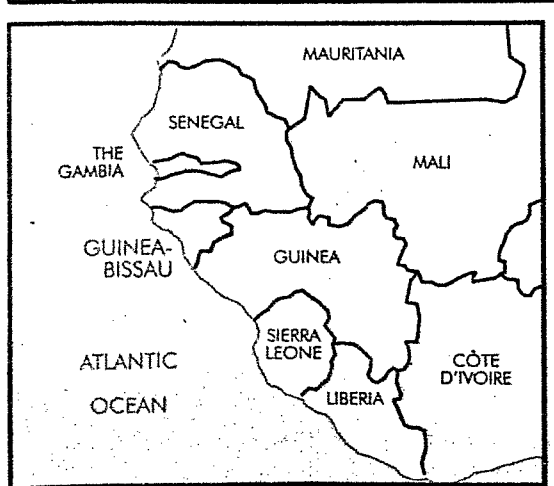 MAURITANIA
SENEGAL
THE
GAMBIA
MALI
GUINEA-
BISSAU
GUINEA
SIERRA
LEONE
ATLANTIC
OCEAN
CÔTE
D'IVOIRE
LIBERIA